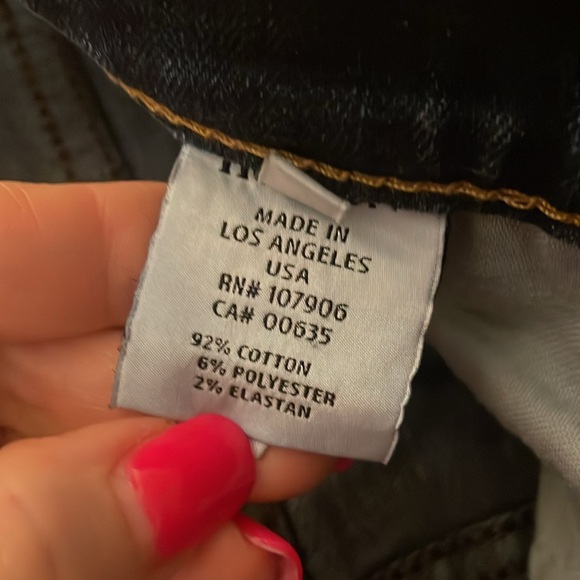 MADE IN
LOS ANGELES
USA
RN# 107906
CA# 00635
92% COTTON
6% POLYESTER
2% ELASTAN